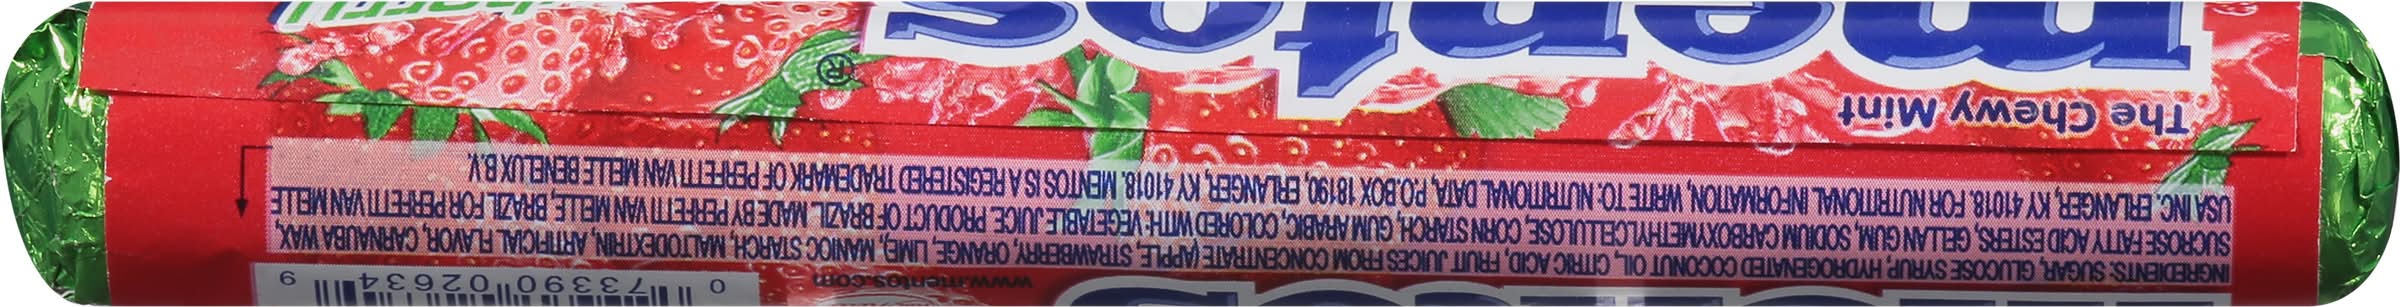 www.mentos.com
0 73390 02634 9
INGREDIENTS: SUGAR, GLUCOSE SYRUP, HYDROGENATED COCONUT OIL, CITRIC ACID, FRUIT JUICES FROM CONCENTRATE (APPLE, STRAWBERRY, ORANGE, LIME), MANIOC STARCH, MALTODEXTRIN, ARTIFICIAL FLAVOR, CARNAUBA WAX,
SUCROSE FATTY ACID ESTERS, GELLAN GUM, SODIUM CARBOXYMETHYLCELLULOSE, CORN STARCH, GUM ARABIC, COLORED WITH: VEGETABLE JUICE. PRODUCT OF BRAZIL. MADE BY PERFETTI VAN MELLE, BRAZIL FOR PERFETTI VAN MELLE
USA INC. ERLANGER, KY 41018. FOR NUTRITIONAL INFORMATION, WRITE TO: NUTRITIONAL DATA, P.O. BOX 18190, ERLANGER, KY 41018. MENTOS IS A REGISTERED TRADEMARK OF PERFETTI VAN MELLE BENELUX B.V.
The Chewy Mint
mentos®